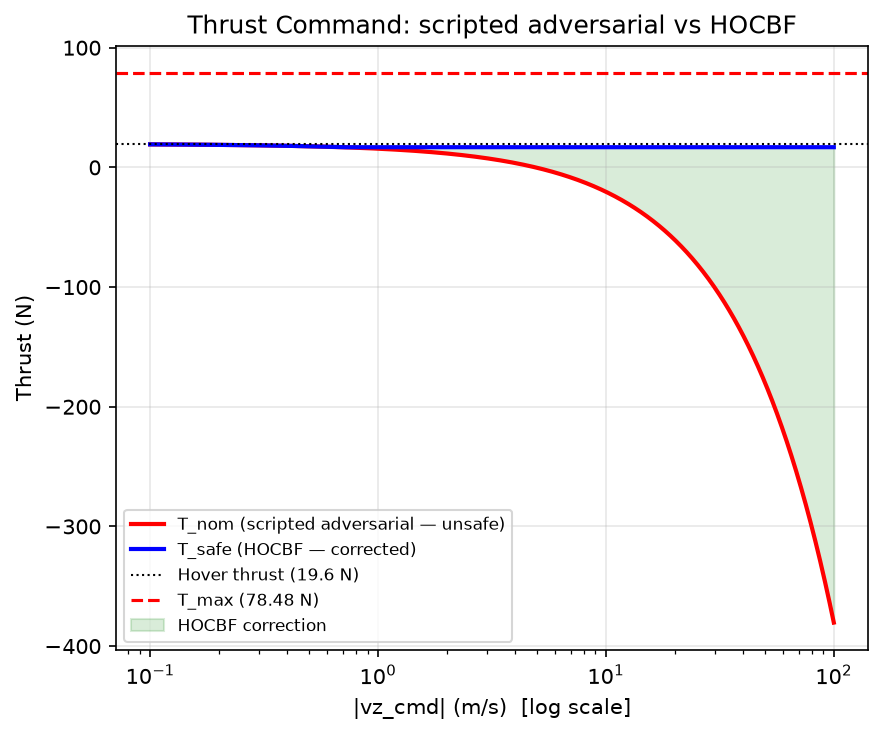 Thrust Command: scripted adversarial vs HOCBF
100
0
−100
−200
−300
−400
Thrust (N)
T_nom (scripted adversarial — unsafe)
T_safe (HOCBF — corrected)
Hover thrust (19.6 N)
T_max (78.48 N)
HOCBF correction
10⁻¹
10⁰
10¹
10²
|vz_cmd| (m/s)  [log scale]